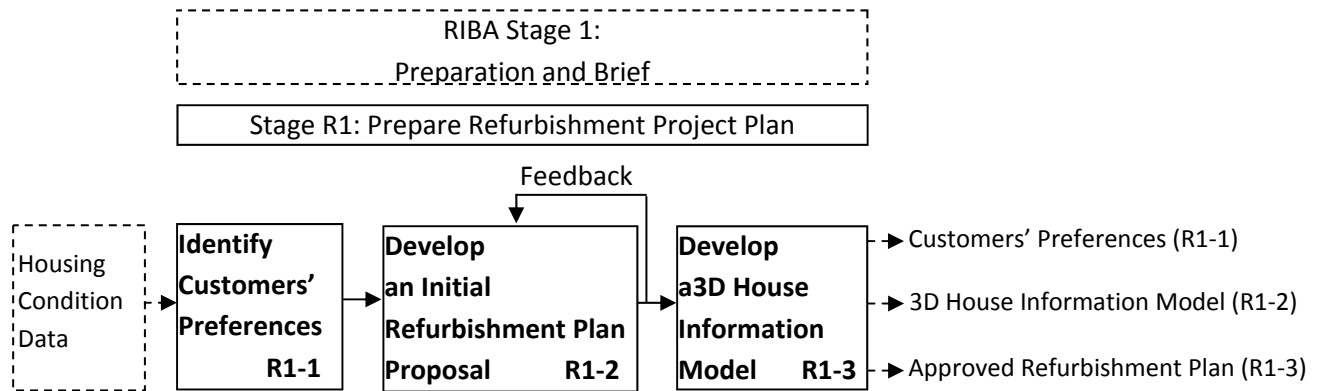 RIBA Stage 1:
Preparation and Brief
Stage R1: Prepare Refurbishment Project Plan
Feedback
Housing
Condition
Data
Identify
Customers’
Preferences
R1-1
Develop
an Initial
Refurbishment Plan
Proposal R1-2
Develop
a3D House
Information
Model R1-3
Customers’ Preferences (R1-1)
3D House Information Model (R1-2)
Approved Refurbishment Plan (R1-3)